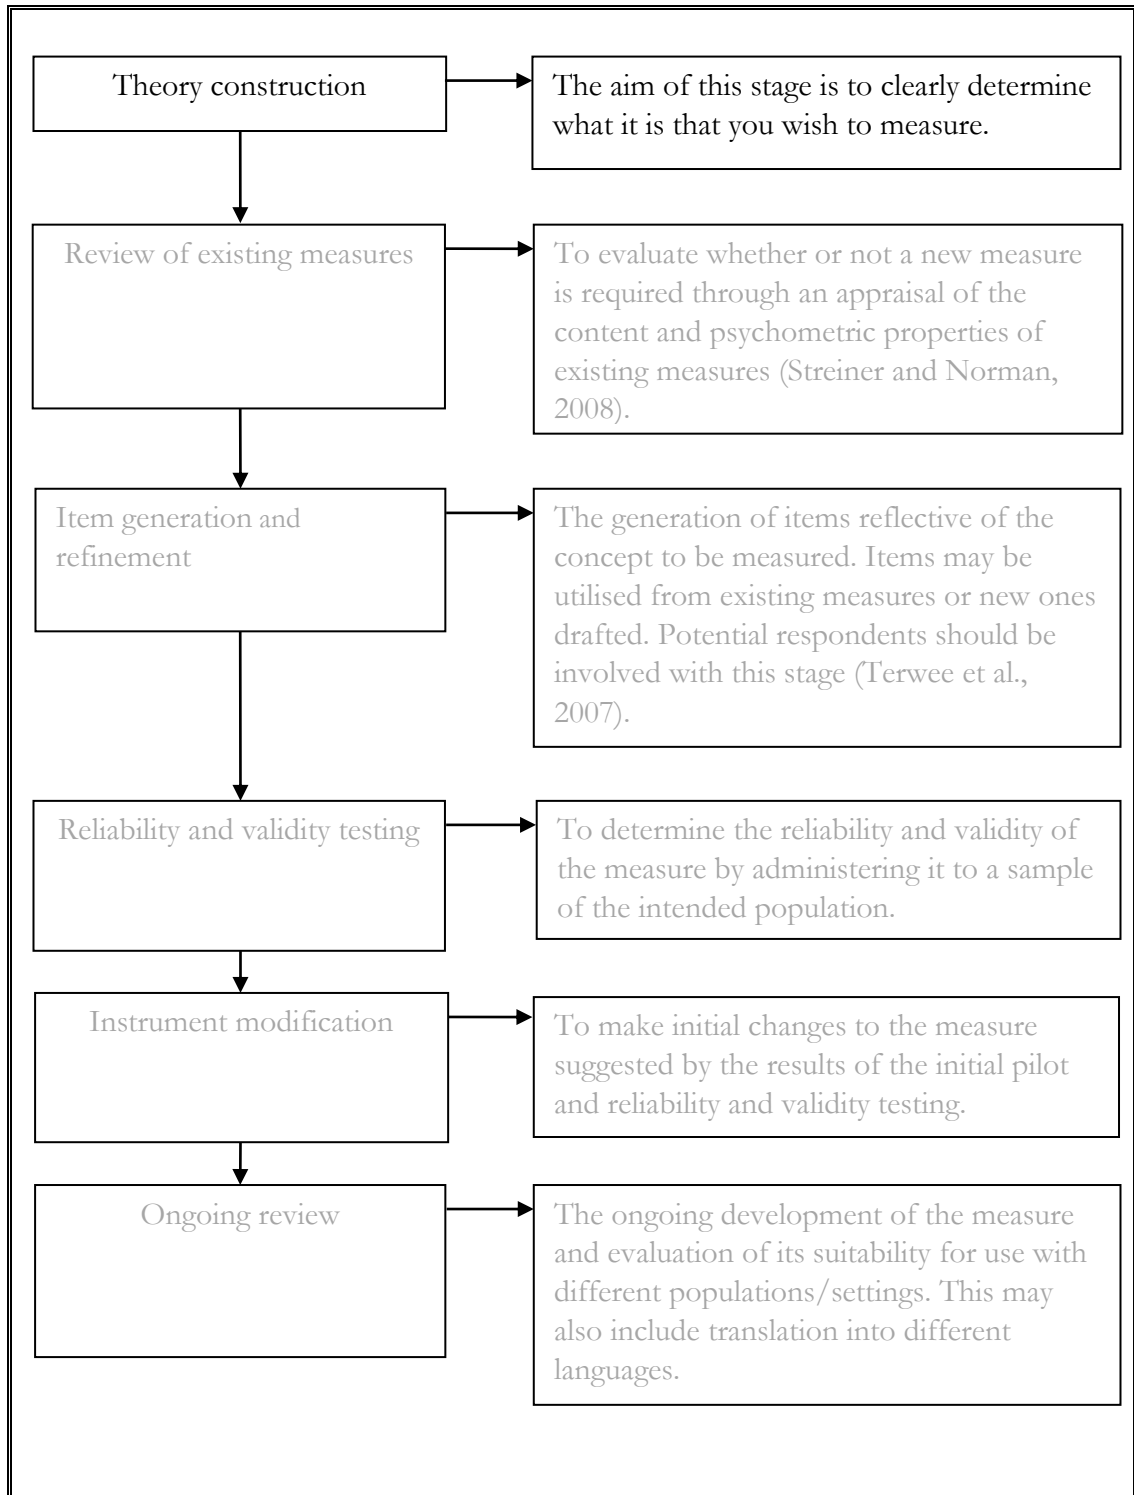 Theory construction
The aim of this stage is to clearly determine
what it is that you wish to measure.
Review of existing measures
To evaluate whether or not a new measure
is required through an appraisal of the
content and psychometric properties of
existing measures (Streiner and Norman,
2008).
Item generation and
refinement
The generation of items reflective of the
concept to be measured. Items may be
utilised from existing measures or new ones
drafted. Potential respondents should be
involved with this stage (Terwee et al.,
2007).
Reliability and validity testing
To determine the reliability and validity of
the measure by administering it to a sample
of the intended population.
Instrument modification
To make initial changes to the measure
suggested by the results of the initial pilot
and reliability and validity testing.
Ongoing review
The ongoing development of the measure
and evaluation of its suitability for use with
different populations/settings. This may
also include translation into different
languages.